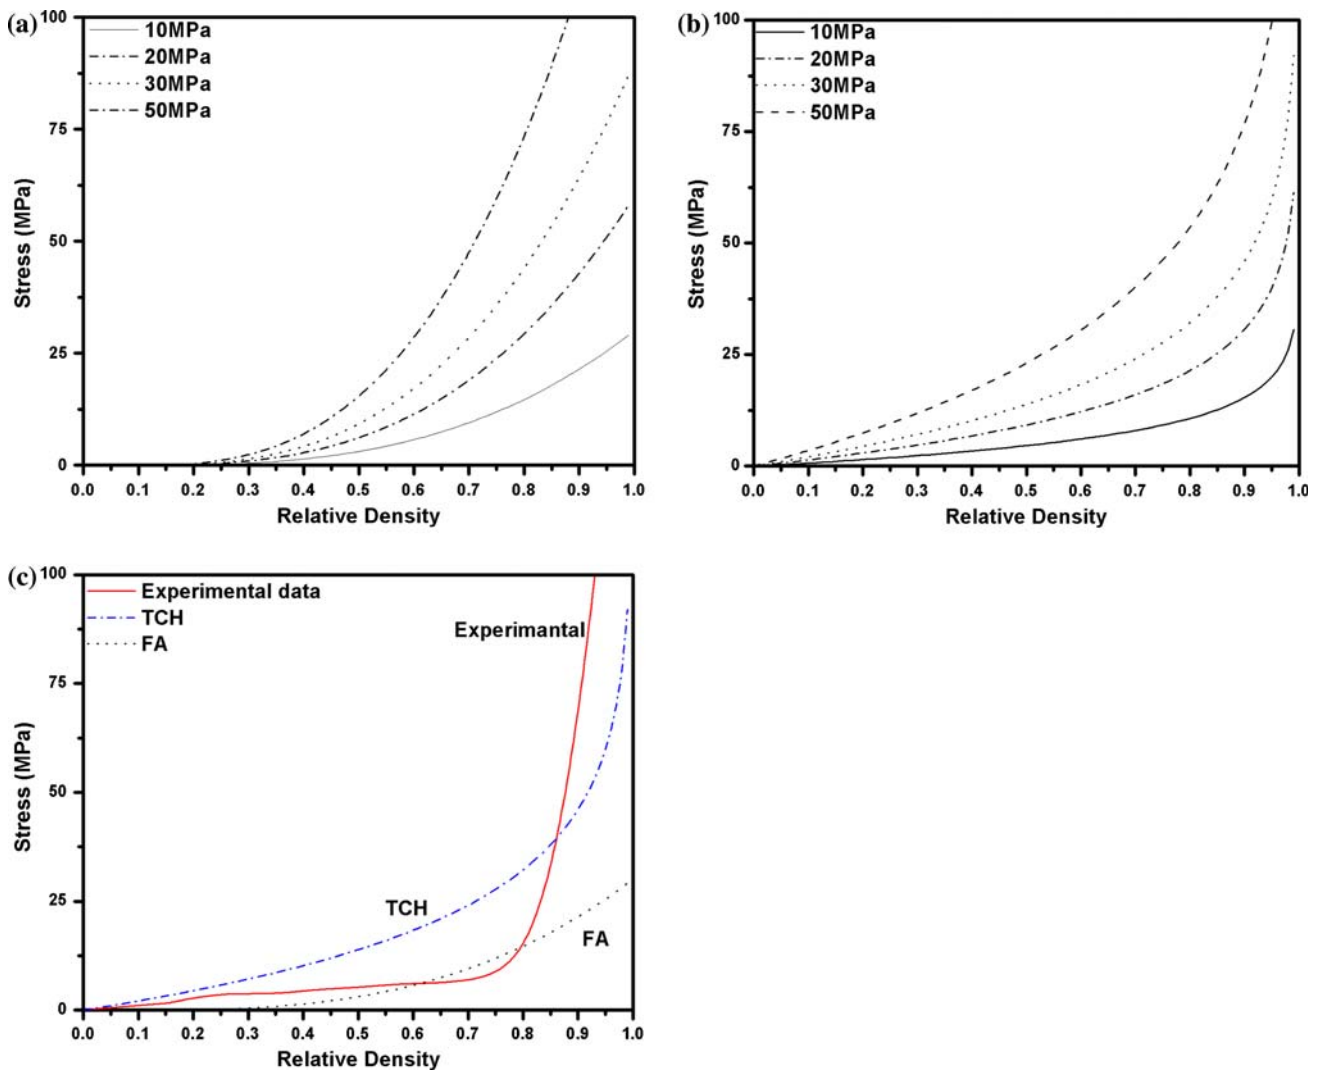 (a)
10MPa
20MPa
30MPa
50MPa
100
75
50
25
0
Stress (MPa)
0.0 0.1 0.2 0.3 0.4 0.5 0.6 0.7 0.8 0.9 1.0
Relative Density
(b)
10MPa
20MPa
30MPa
50MPa
100
75
50
25
0
Stress (MPa)
0.0 0.1 0.2 0.3 0.4 0.5 0.6 0.7 0.8 0.9 1.0
Relative Density
(c)
Experimental data
TCH
FA
Experimantal
TCH
FA
100
75
50
25
0
Stress (MPa)
0.0 0.1 0.2 0.3 0.4 0.5 0.6 0.7 0.8 0.9 1.0
Relative Density